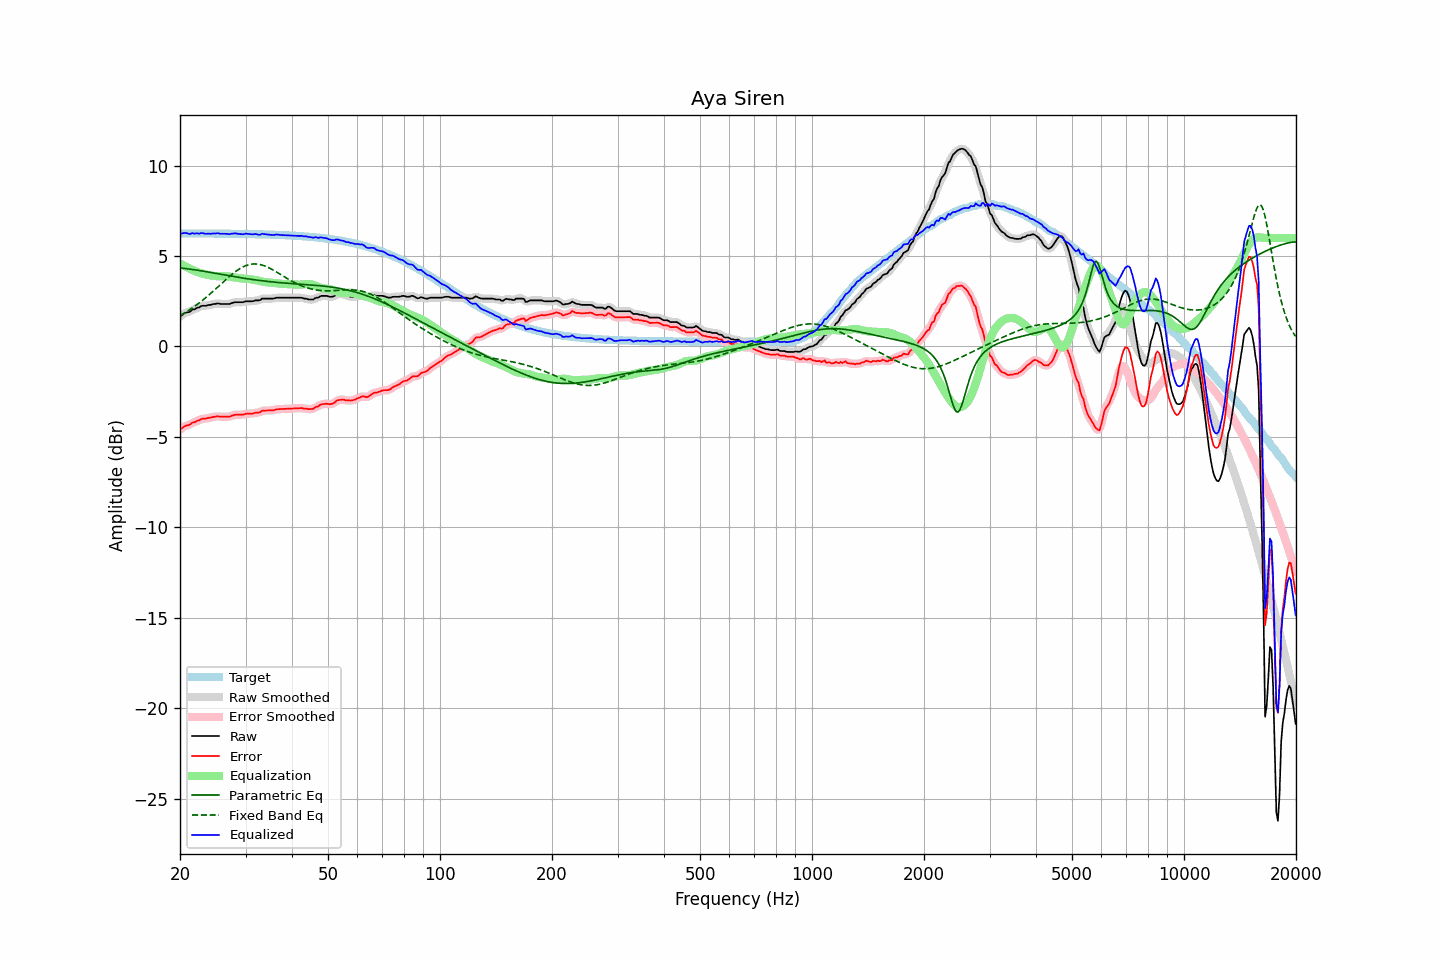 Aya Siren
10
5
0
−5
−10
−15
−20
−25
Amplitude (dBr)
Target
Raw Smoothed
Error Smoothed
Raw
Error
Equalization
Parametric Eq
Fixed Band Eq
Equalized
20 50 100 200 500 1000 2000 5000 10000 20000
Frequency (Hz)